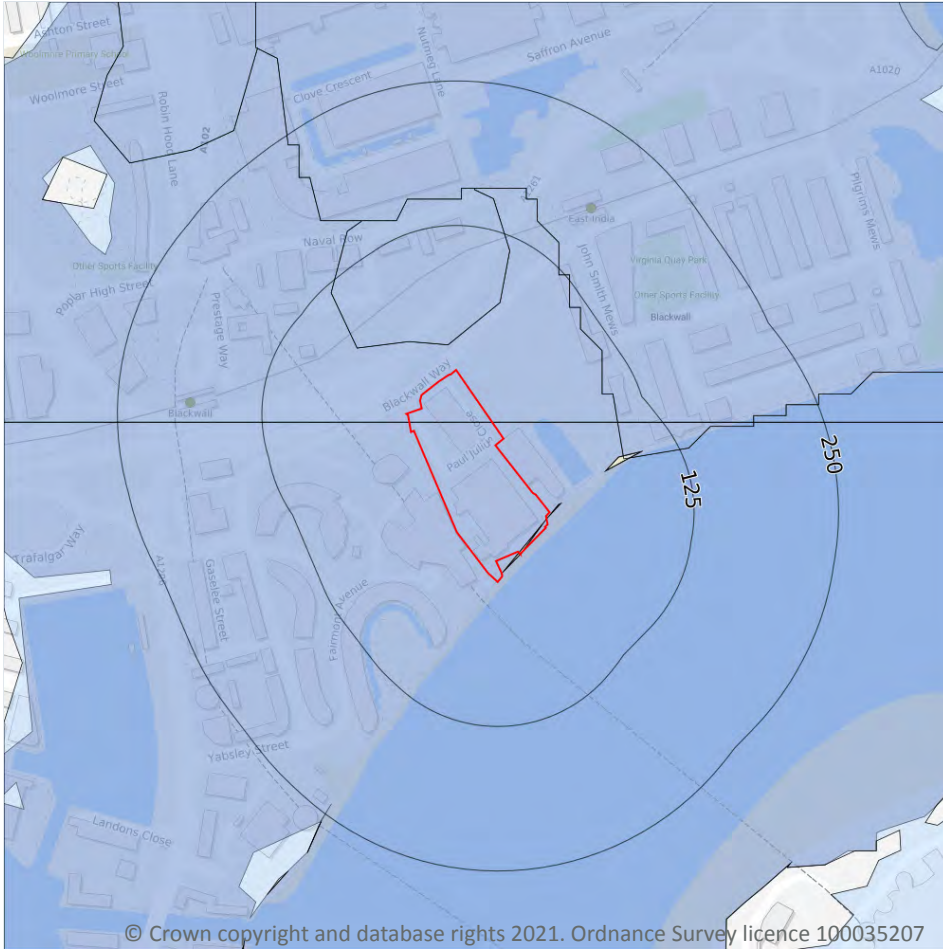 Ashton Street
Woolmore Primary School
Woolmore Street
Robin Hood Lane
A102
Clove Crescent
Nutmeg Lane
Saffron Avenue
A1020
A1261
East India
Pilgrims Mews
Naval Row
Other Sports Facility
Poplar High Street
Prestage Way
John Smith Mews
Virginia Quay Park
Other Sports Facility
Blackwall
Blackwall Way
Blackwall
Paul Julius Close
250
125
Trafalgar Way
A1206
Gaselee Street
Fairmont Avenue
Yabsley Street
Landons Close
© Crown copyright and database rights 2021. Ordnance Survey licence 100035207